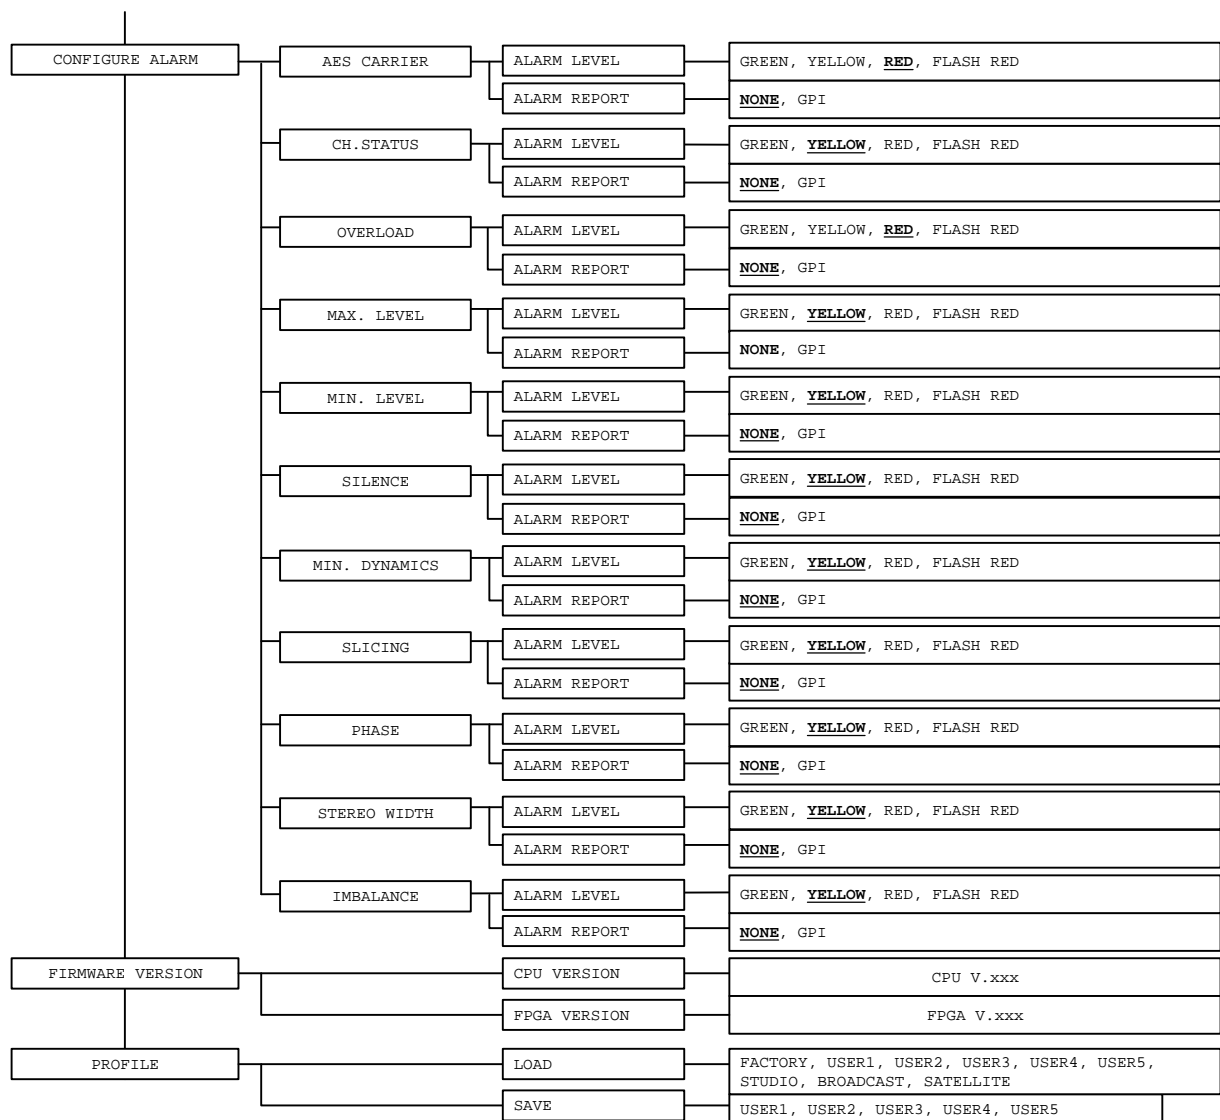 CONFIGURE ALARM
AES CARRIER
ALARM LEVEL
GREEN, YELLOW, RED, FLASH RED
ALARM REPORT
NONE, GPI
CH.STATUS
ALARM LEVEL
GREEN, YELLOW, RED, FLASH RED
ALARM REPORT
NONE, GPI
OVERLOAD
ALARM LEVEL
GREEN, YELLOW, RED, FLASH RED
ALARM REPORT
NONE, GPI
MAX. LEVEL
ALARM LEVEL
GREEN, YELLOW, RED, FLASH RED
ALARM REPORT
NONE, GPI
MIN. LEVEL
ALARM LEVEL
GREEN, YELLOW, RED, FLASH RED
ALARM REPORT
NONE, GPI
SILENCE
ALARM LEVEL
GREEN, YELLOW, RED, FLASH RED
ALARM REPORT
NONE, GPI
MIN. DYNAMICS
ALARM LEVEL
GREEN, YELLOW, RED, FLASH RED
ALARM REPORT
NONE, GPI
SLICING
ALARM LEVEL
GREEN, YELLOW, RED, FLASH RED
ALARM REPORT
NONE, GPI
PHASE
ALARM LEVEL
GREEN, YELLOW, RED, FLASH RED
ALARM REPORT
NONE, GPI
STEREO WIDTH
ALARM LEVEL
GREEN, YELLOW, RED, FLASH RED
ALARM REPORT
NONE, GPI
IMBALANCE
ALARM LEVEL
GREEN, YELLOW, RED, FLASH RED
ALARM REPORT
NONE, GPI
FIRMWARE VERSION
CPU VERSION
CPU V.xxx
FPGA VERSION
FPGA V.xxx
PROFILE
LOAD
FACTORY, USER1, USER2, USER3, USER4, USER5,
STUDIO, BROADCAST, SATELLITE
SAVE
USER1, USER2, USER3, USER4, USER5